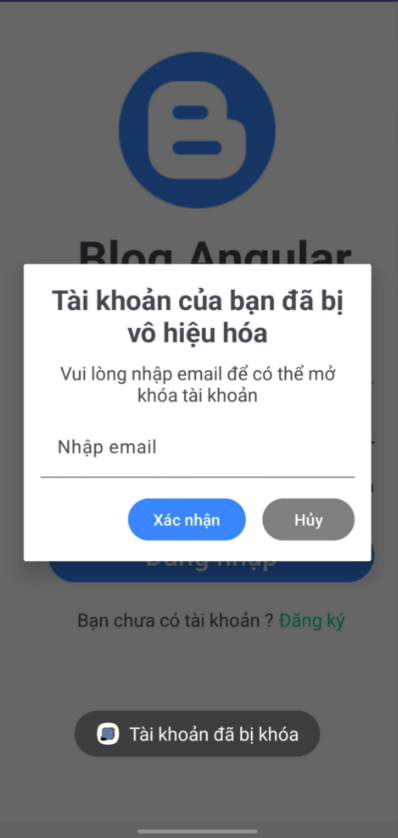 Blog Angular
Tài khoản của bạn đã bị
vô hiệu hóa
Vui lòng nhập email để có thể mở
khóa tài khoản
Nhập email
Xác nhận
Hủy
Đăng nhập
Bạn chưa có tài khoản ? Đăng ký
Tài khoản đã bị khóa